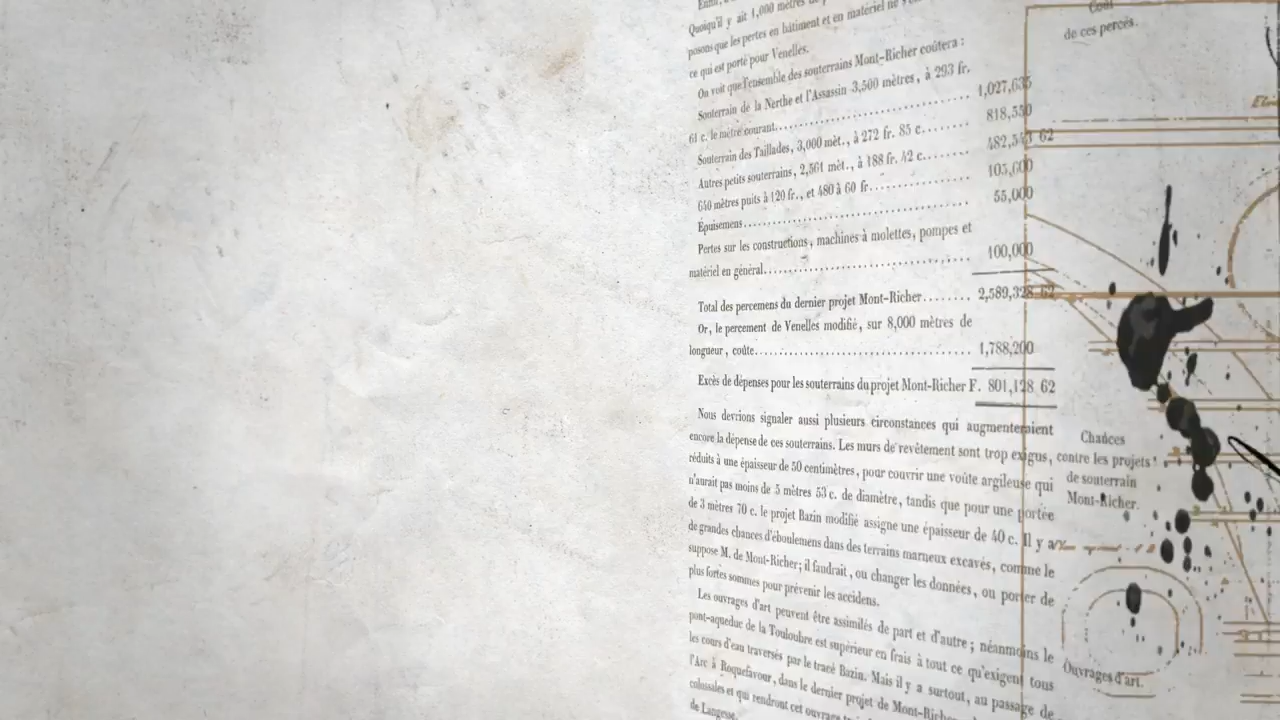 Quoiqu'il y ait 1,000 mètres de
posons que les pertes en bâtiment et en matériel ne
ce qui est porté pour Venelles.
On voit que l'ensemble des souterrains Mont-Richer coûtera :
Souterrain de la Nerthe et l'Assassin 3,500 mètres, à 293 fr.
61 c. le mètre courant.............................. 1,027,635
Souterrain des Taillades, 3,000 mèt., à 272 fr. 85 c........ 818,550
Autres petits souterrains, 2,561 mèt., à 188 fr. 42 c....... 482,543 62
640 mètres puits à 120 fr., et 480 à 60 fr............... 105,600
Épuisemens.................................. 55,000
Pertes sur les constructions, machines à molettes, pompes et
matériel en général............................... 100,000
Total des percemens du dernier projet Mont-Richer........ 2,589,328 62
Or, le percement de Venelles modifié, sur 8,000 mètres de
longueur, coûte.................................. 1,788,200
Excès de dépenses pour les souterrains du projet Mont-Richer F. 801,128 62
Nous devrions signaler aussi plusieurs circonstances qui augmenteraient
encore la dépense de ces souterrains. Les murs de revêtement sont trop exigus,
réduits à une épaisseur de 50 centimètres, pour couvrir une voûte argileuse qui
n'aurait pas moins de 5 mètres 53 c. de diamètre, tandis que pour une portée
de 3 mètres 70 c. le projet Bazin modifié assigne une épaisseur de 40 c. Il y a
de grandes chances d'éboulemens dans des terrains marneux excavés, comme le
suppose M. de Mont-Richer; il faudrait, ou changer les données, ou porter de
plus fortes sommes pour prévenir les accidens.
Les ouvrages d'art peuvent être assimilés de part et d'autre ; néanmoins le
pont-aqueduc de la Touloubre est supérieur en frais à tout ce qu'exigent tous
les cours d'eau traversés par le tracé Bazin. Mais il y a surtout, au passage de
l'Arc à Roquefavour, dans le dernier projet de Mont-Richer
colossales et qui rendront cet ouvrage
de Langesse.
de ces percés.
Chances
contre les projets
de souterrain
Mont-Richer.
Ouvrages d'art.